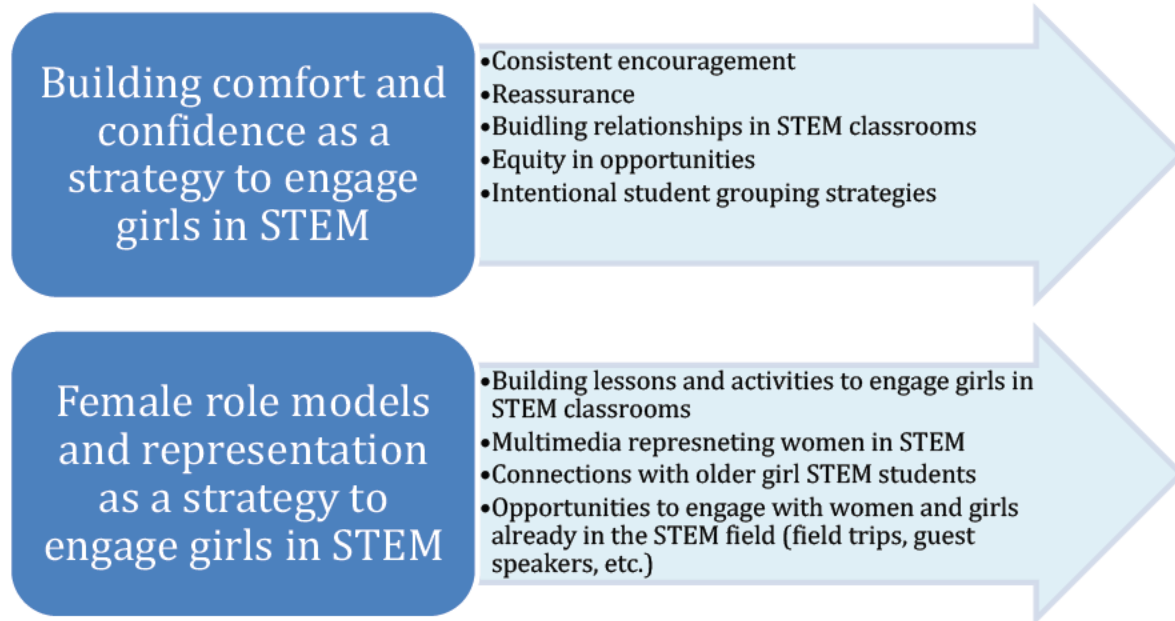 Building comfort and
confidence as a
strategy to engage
girls in STEM
•Consistent encouragement
•Reassurance
•Buidling relationships in STEM classrooms
•Equity in opportunities
•Intentional student grouping strategies
Female role models
and representation
as a strategy to
engage girls in STEM
•Building lessons and activities to engage girls in
STEM classrooms
•Multimedia represneting women in STEM
•Connections with older girl STEM students
•Opportunities to engage with women and girls
already in the STEM field (field trips, guest
speakers, etc.)